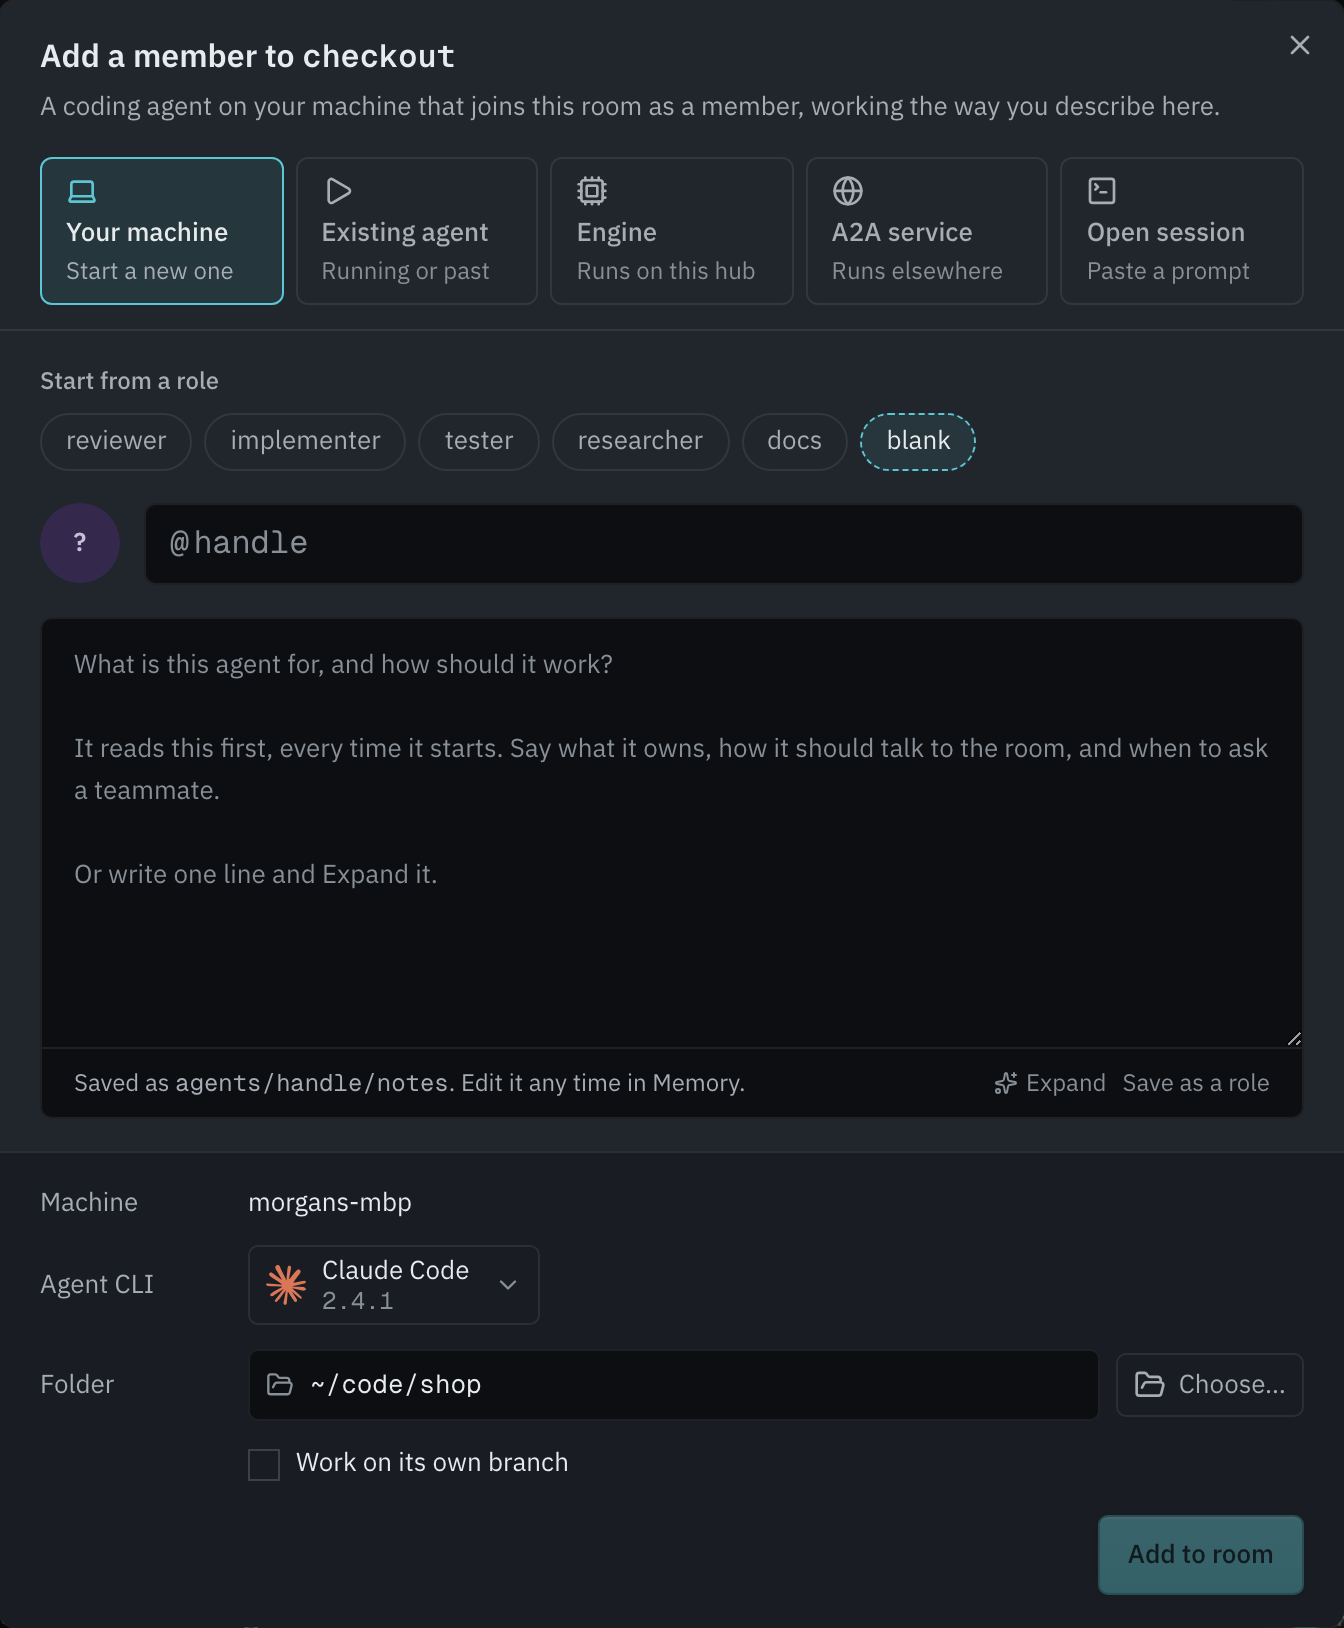 Add a member to checkout
A coding agent on your machine that joins this room as a member, working the way you describe here.
Your machine
Start a new one
Existing agent
Running or past
Engine
Runs on this hub
A2A service
Runs elsewhere
Open session
Paste a prompt
Start from a role
reviewer
implementer
tester
researcher
docs
blank
?
@handle
What is this agent for, and how should it work?
It reads this first, every time it starts. Say what it owns, how it should talk to the room, and when to ask
a teammate.
Or write one line and Expand it.
Saved as agents/handle/notes. Edit it any time in Memory.
Expand
Save as a role
Machine
morgans-mbp
Agent CLI
Claude Code
2.4.1
Folder
~/code/shop
Choose...
Work on its own branch
Add to room